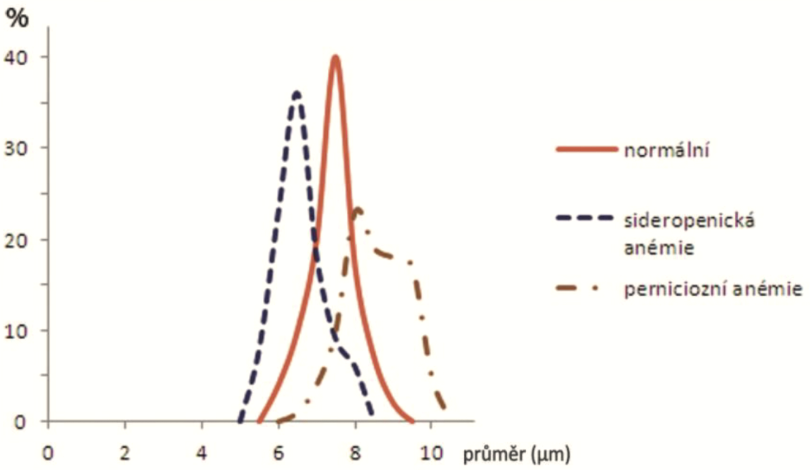 %
40
30
20
10
0
0 2 4 6 8 10 průměr (μm)
normální
sideropenická
anémie
perniciozní anémie